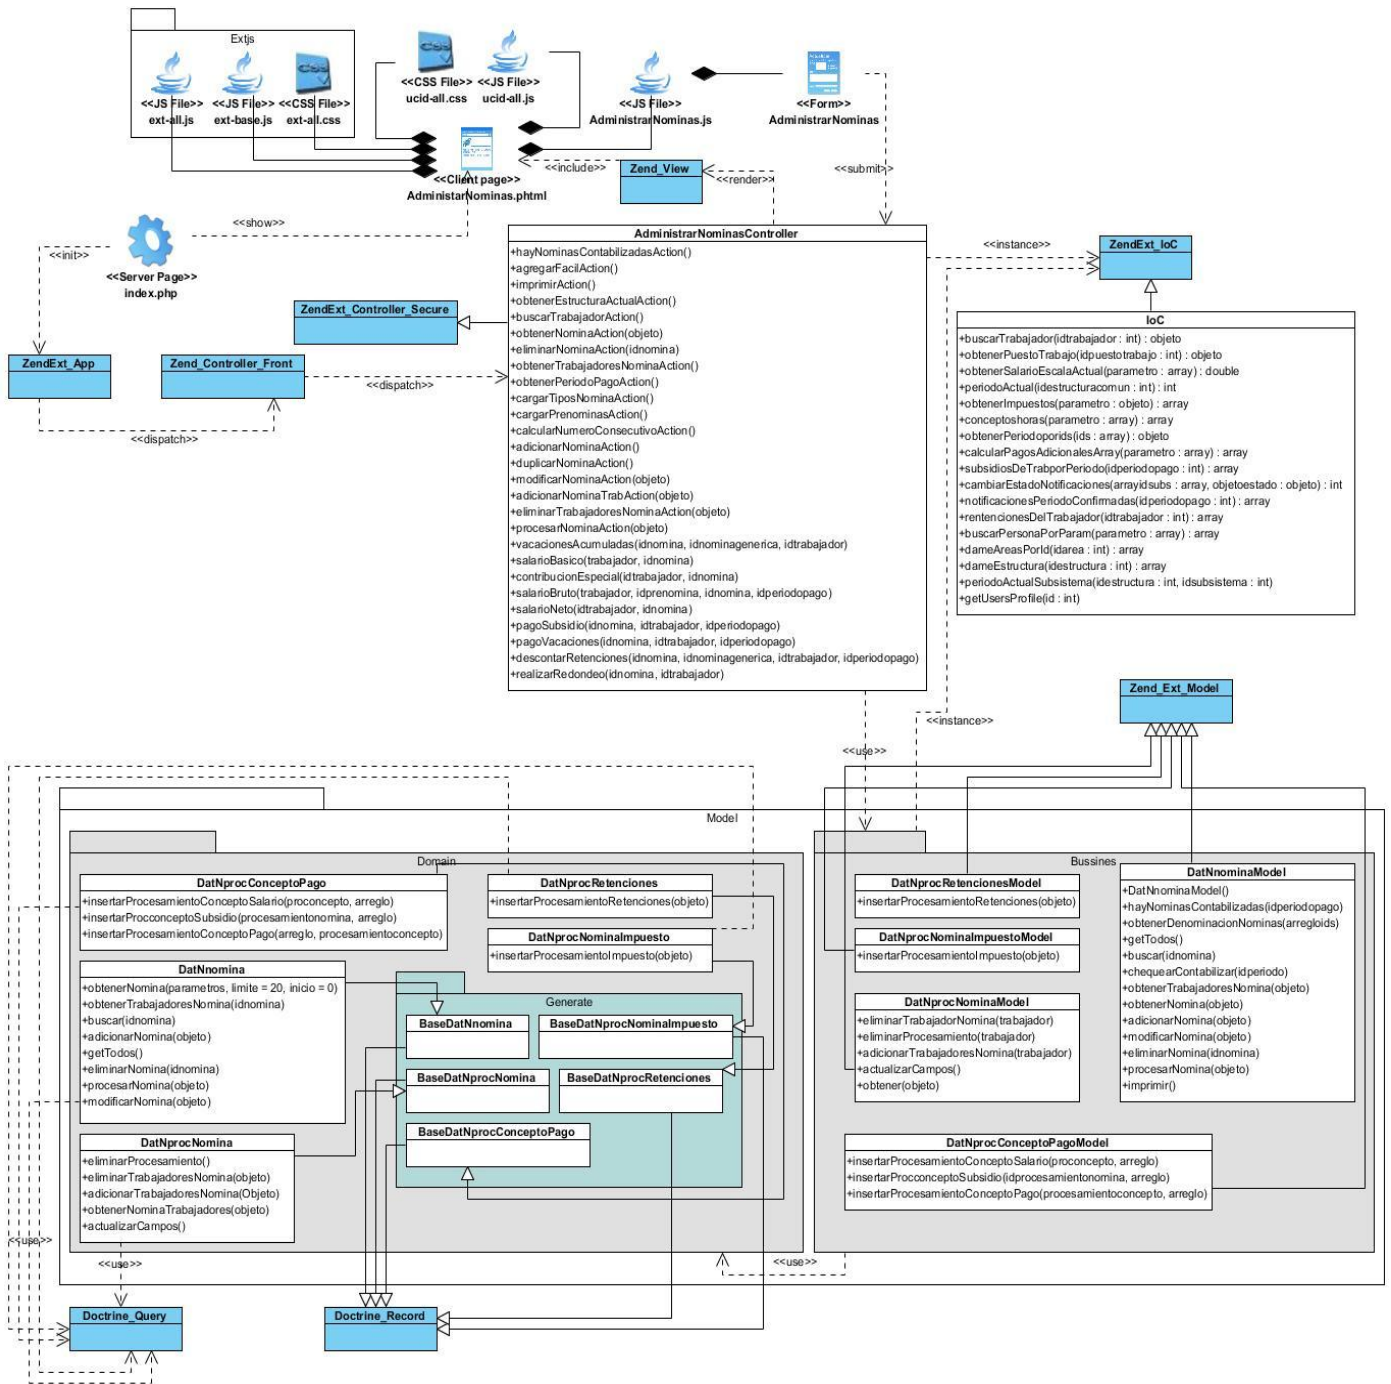 Extjs
<<JS File>>
ext-all.js
<<JS File>>
ext-base.js
<<CSS File>>
ext-all.css
<<CSS File>>
ucid-all.css
<<JS File>>
ucid-all.js
<<JS File>>
AdministrarNominas.js
<<Form>>
AdministrarNominas
<<Client page>>
AdministarNominas.phtml
<<include>>
Zend_View
<<render>>
<<submit>>
<<show>>
<<init>>
<<Server Page>>
index.php
ZendExt_App
<<dispatch>>
Zend_Controller_Front
<<dispatch>>
ZendExt_Controller_Secure
AdministrarNominasController
+hayNominasContabilizadasAction()
+agregarFacilAction()
+imprimirAction()
+obtenerEstructuraActualAction()
+buscarTrabajadorAction()
+obtenerNominaAction(objeto)
+eliminarNominaAction(idnomina)
+obtenerTrabajadoresNominaAction()
+obtenerPeriodoPagoAction()
+cargarTiposNominaAction()
+cargarPrenominasAction()
+calcularNumeroConsecutivoAction()
+adicionarNominaAction()
+duplicarNominaAction()
+modificarNominaAction(objeto)
+adicionarNominaTrabAction(objeto)
+eliminarTrabajadoresNominaAction(objeto)
+procesarNominaAction(objeto)
+vacacionesAcumuladas(idnomina, idnominagenerica, idtrabajador)
+salarioBasico(trabajador, idnomina)
+contribucionEspecial(idtrabajador, idnomina)
+salarioBruto(trabajador, idprenomina, idnomina, idperiodopago)
+salarioNeto(idtrabajador, idnomina)
+pagoSubsidio(idnomina, idtrabajador, idperiodopago)
+pagoVacaciones(idnomina, idtrabajador, idperiodopago)
+descontarRetenciones(idnomina, idnominagenerica, idtrabajador, idperiodopago)
+realizarRedondeo(idnomina, idtrabajador)
<<instance>>
ZendExt_IoC
IoC
+buscarTrabajador(idtrabajador : int) : objeto
+obtenerPuestoTrabajo(idpuestotrabajo : int) : objeto
+obtenerSalarioEscalaActual(parametro : array) : double
+periodoActual(idestructuracomun : int) : int
+obtenerImpuestos(parametro : objeto) : array
+conceptoshoras(parametro : array) : array
+obtenerPeriodoporids(ids : array) : objeto
+calcularPagosAdicionalesArray(parametro : array) : array
+subsidiosDeTrabporPeriodo(idperiodopago : int) : array
+cambiarEstadoNotificaciones(arrayidsubs : array, objetoestado : objeto) : int
+notificacionesPeriodoConfirmadas(idperiodopago : int) : array
+rentencionesDelTrabajador(idtrabajador : int) : array
+buscarPersonaPorParam(parametro : array) : array
+dameAreasPorId(idarea : int) : array
+dameEstructura(idestructura : int) : array
+periodoActualSubsistema(idestructura : int, idsubsistema : int)
+getUsersProfile(id : int)
<<instance>>
<<use>>
Zend_Ext_Model
Model
Domain
DatNprocConceptoPago
+insertarProcesamientoConceptoSalario(proconcepto, arreglo)
+insertarProcconceptoSubsidio(procesamientonomina, arreglo)
+insertarProcesamientoConceptoPago(arreglo, procesamientoconcepto)
DatNprocRetenciones
+insertarProcesamientoRetenciones(objeto)
DatNprocNominaImpuesto
+insertarProcesamientoImpuesto(objeto)
DatNnomina
+obtenerNomina(parametros, limite = 20, inicio = 0)
+obtenerTrabajadoresNomina(idnomina)
+buscar(idnomina)
+adicionarNomina(objeto)
+getTodos()
+eliminarNomina(idnomina)
+procesarNomina(objeto)
+modificarNomina(objeto)
Generate
BaseDatNnomina
BaseDatNprocNominaImpuesto
BaseDatNprocNomina
BaseDatNprocRetenciones
BaseDatNprocConceptoPago
DatNprocNomina
+eliminarProcesamiento()
+eliminarTrabajadoresNomina(objeto)
+adicionarTrabajadoresNomina(Objeto)
+obtenerNominaTrabajadores(objeto)
+actualizarCampos()
Bussines
DatNprocRetencionesModel
+insertarProcesamientoRetenciones(objeto)
DatNprocNominaImpuestoModel
+insertarProcesamientoImpuesto(objeto)
DatNprocNominaModel
+eliminarTrabajadorNomina(trabajador)
+eliminarProcesamiento(trabajador)
+adicionarTrabajadoresNomina(trabajador)
+actualizarCampos()
+obtener(objeto)
DatNnominaModel
+DatNnominaModel()
+hayNominasContabilizadas(idperiodopago)
+obtenerDenominacionNominas(arregloids)
+getTodos()
+buscar(idnomina)
+chequearContabilizar(idperiodo)
+obtenerTrabajadoresNomina(objeto)
+obtenerNomina(objeto)
+adicionarNomina(objeto)
+modificarNomina(objeto)
+eliminarNomina(idnomina)
+procesarNomina(objeto)
+imprimir()
DatNprocConceptoPagoModel
+insertarProcesamientoConceptoSalario(proconcepto, arreglo)
+insertarProcconceptoSubsidio(idprocesamientonomina, arreglo)
+insertarProcesamientoConceptoPago(procesamientoconcepto, arreglo)
<<use>>
<<use>>
<<use>>
Doctrine_Query
Doctrine_Record